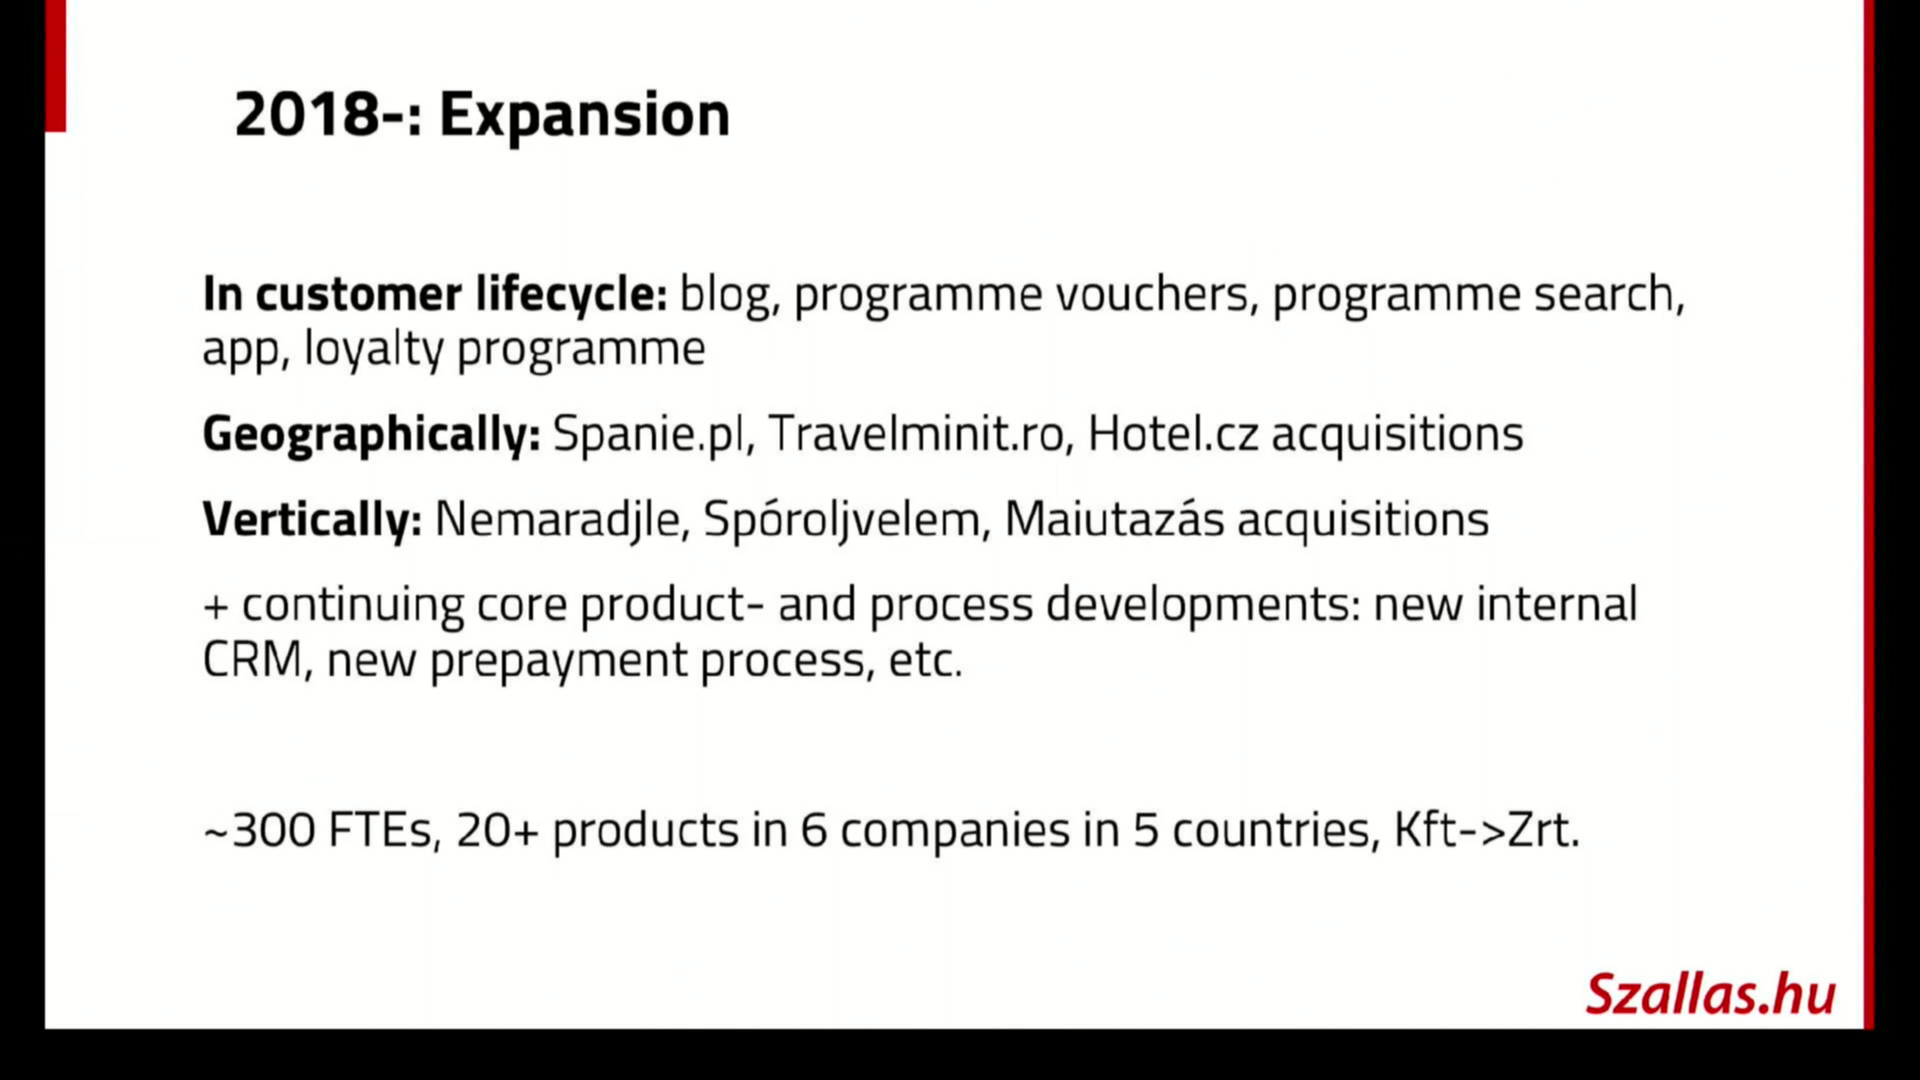 2018-: Expansion
In customer lifecycle: blog, programme vouchers, programme search,
app, loyalty programme
Geographically: Spanie.pl, Travelminit.ro, Hotel.cz acquisitions
Vertically: Nemaradjle, Spóroljvelem, Maiutazás acquisitions
+ continuing core product- and process developments: new internal
CRM, new prepayment process, etc.
~300 FTEs, 20+ products in 6 companies in 5 countries, Kft->Zrt.
Szallas.hu